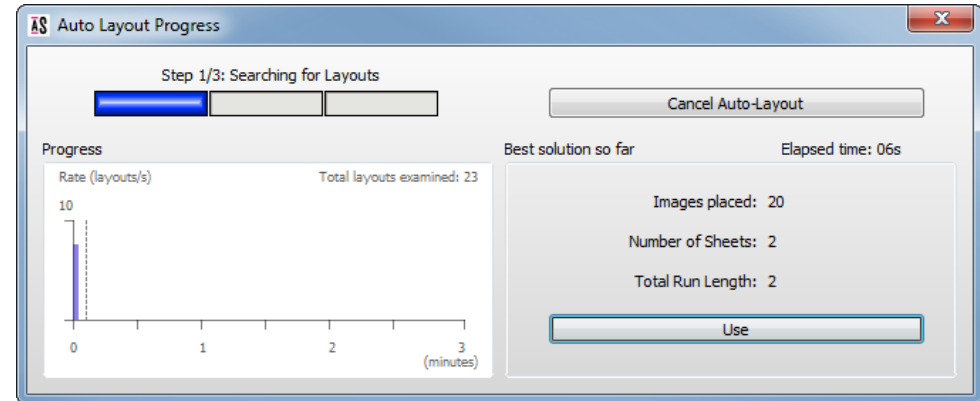 AS Auto Layout Progress
Step 1/3: Searching for Layouts
Cancel Auto-Layout
Progress
Rate (layouts/s) Total layouts examined: 23
10
0 1 2 3
(minutes)
Best solution so far Elapsed time: 06s
Images placed: 20
Number of Sheets: 2
Total Run Length: 2
Use